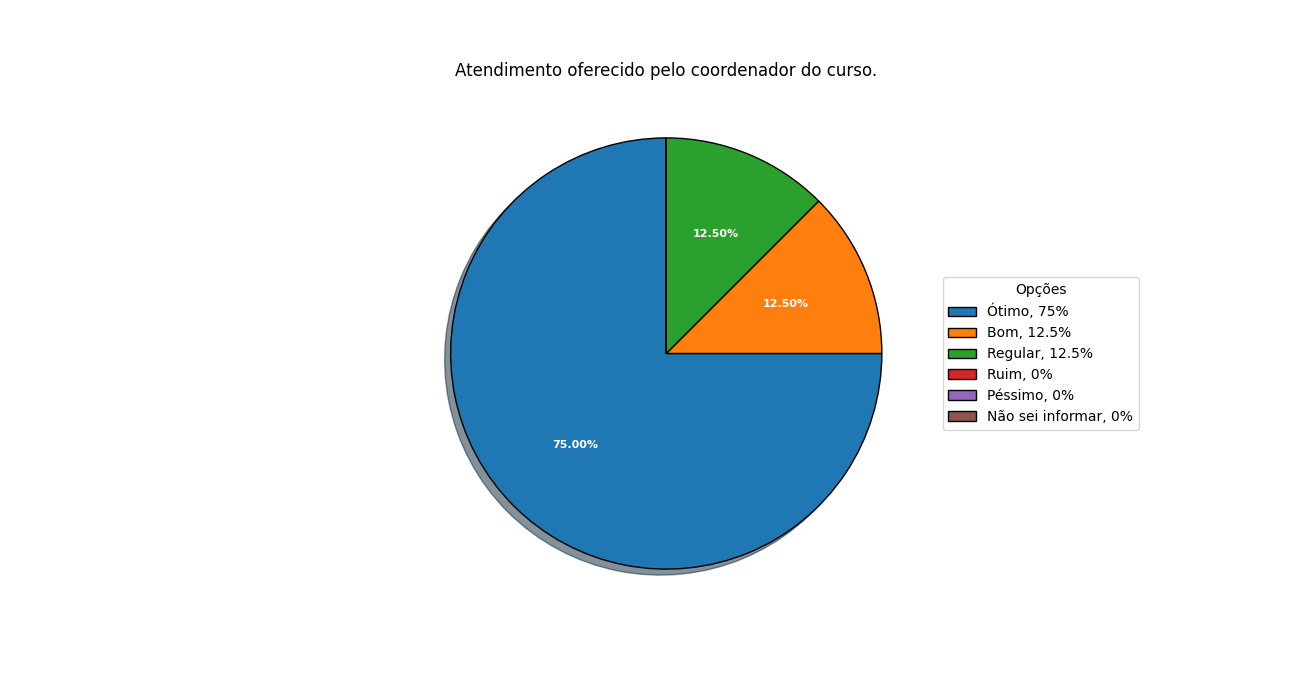 Atendimento oferecido pelo coordenador do curso.
12.50%
12.50%
75.00%
Opções
Ótimo, 75%
Bom, 12.5%
Regular, 12.5%
Ruim, 0%
Péssimo, 0%
Não sei informar, 0%